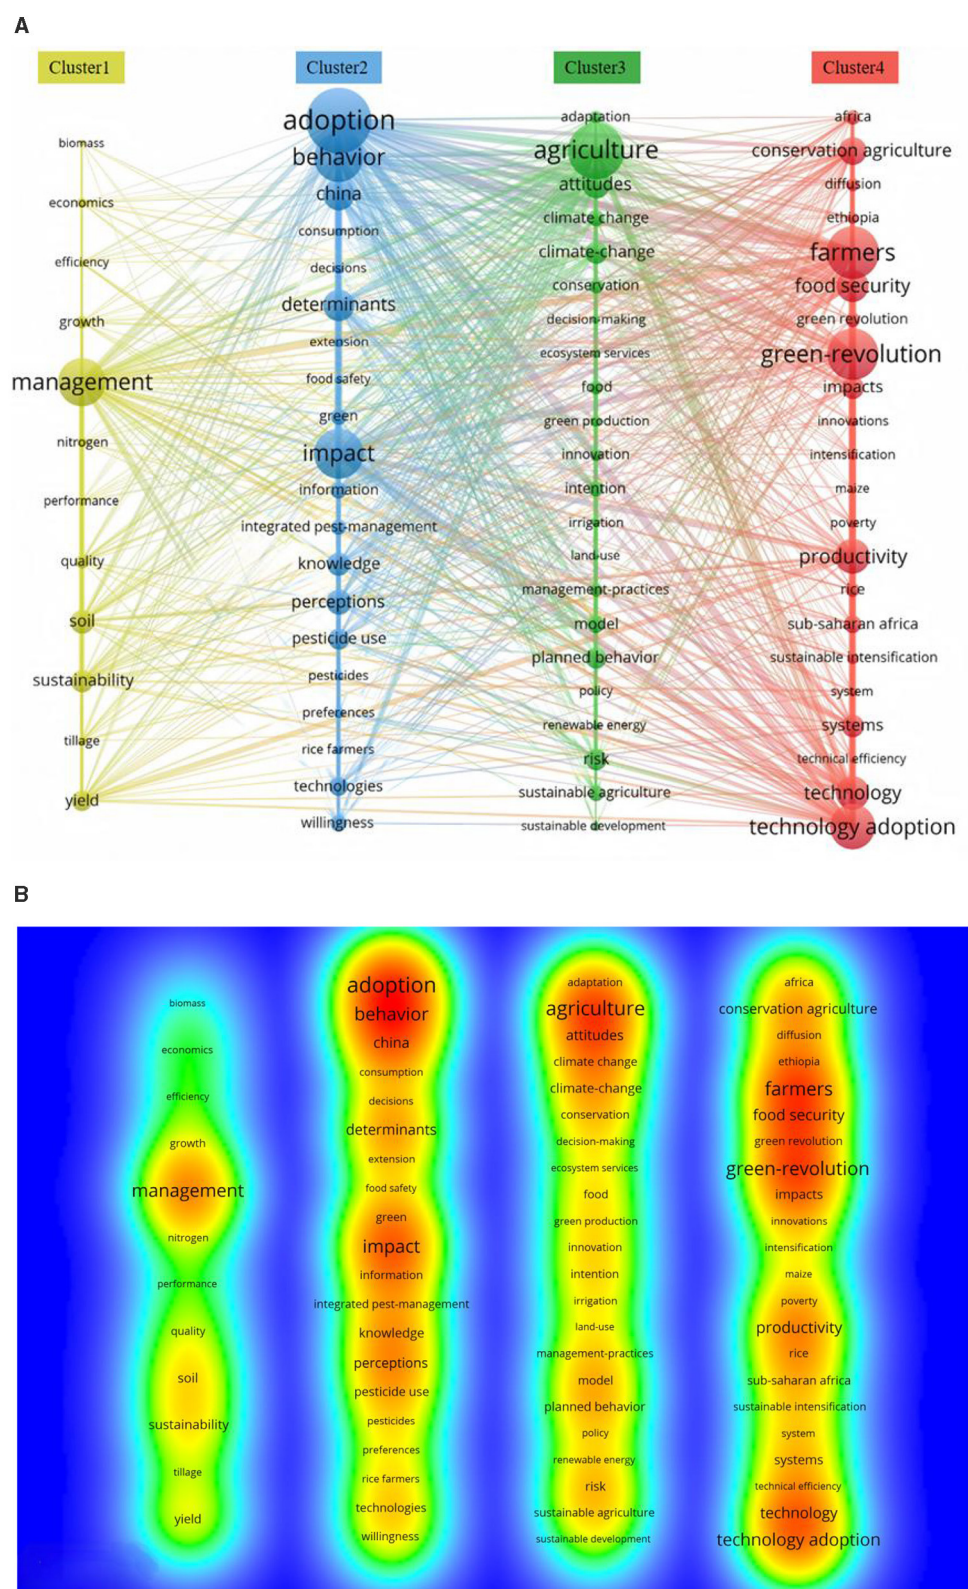 A
Cluster1
Cluster2
Cluster3
Cluster4
biomass
economics
efficiency
growth
management
nitrogen
performance
quality
soil
sustainability
tillage
yield
adoption
behavior
china
consumption
decisions
determinants
extension
food safety
green
impact
information
integrated pest-management
knowledge
perceptions
pesticide use
pesticides
preferences
rice farmers
technologies
willingness
adaptation
agriculture
attitudes
climate change
climate-change
conservation
decision-making
ecosystem services
food
green production
innovation
intention
irrigation
land-use
management-practices
model
planned behavior
policy
renewable energy
risk
sustainable agriculture
sustainable development
africa
conservation agriculture
diffusion
ethiopia
farmers
food security
green revolution
green-revolution
impacts
innovations
intensification
maize
poverty
productivity
rice
sub-saharan africa
sustainable intensification
system
systems
technical efficiency
technology
technology adoption
B
biomass
economics
efficiency
growth
management
nitrogen
performance
quality
soil
sustainability
tillage
yield
adoption
behavior
china
consumption
decisions
determinants
extension
food safety
green
impact
information
integrated pest-management
knowledge
perceptions
pesticide use
pesticides
preferences
rice farmers
technologies
willingness
adaptation
agriculture
attitudes
climate change
climate-change
conservation
decision-making
ecosystem services
food
green production
innovation
intention
irrigation
land-use
management-practices
model
planned behavior
policy
renewable energy
risk
sustainable agriculture
sustainable development
africa
conservation agriculture
diffusion
ethiopia
farmers
food security
green revolution
green-revolution
impacts
innovations
intensification
maize
poverty
productivity
rice
sub-saharan africa
sustainable intensification
system
systems
technical efficiency
technology
technology adoption